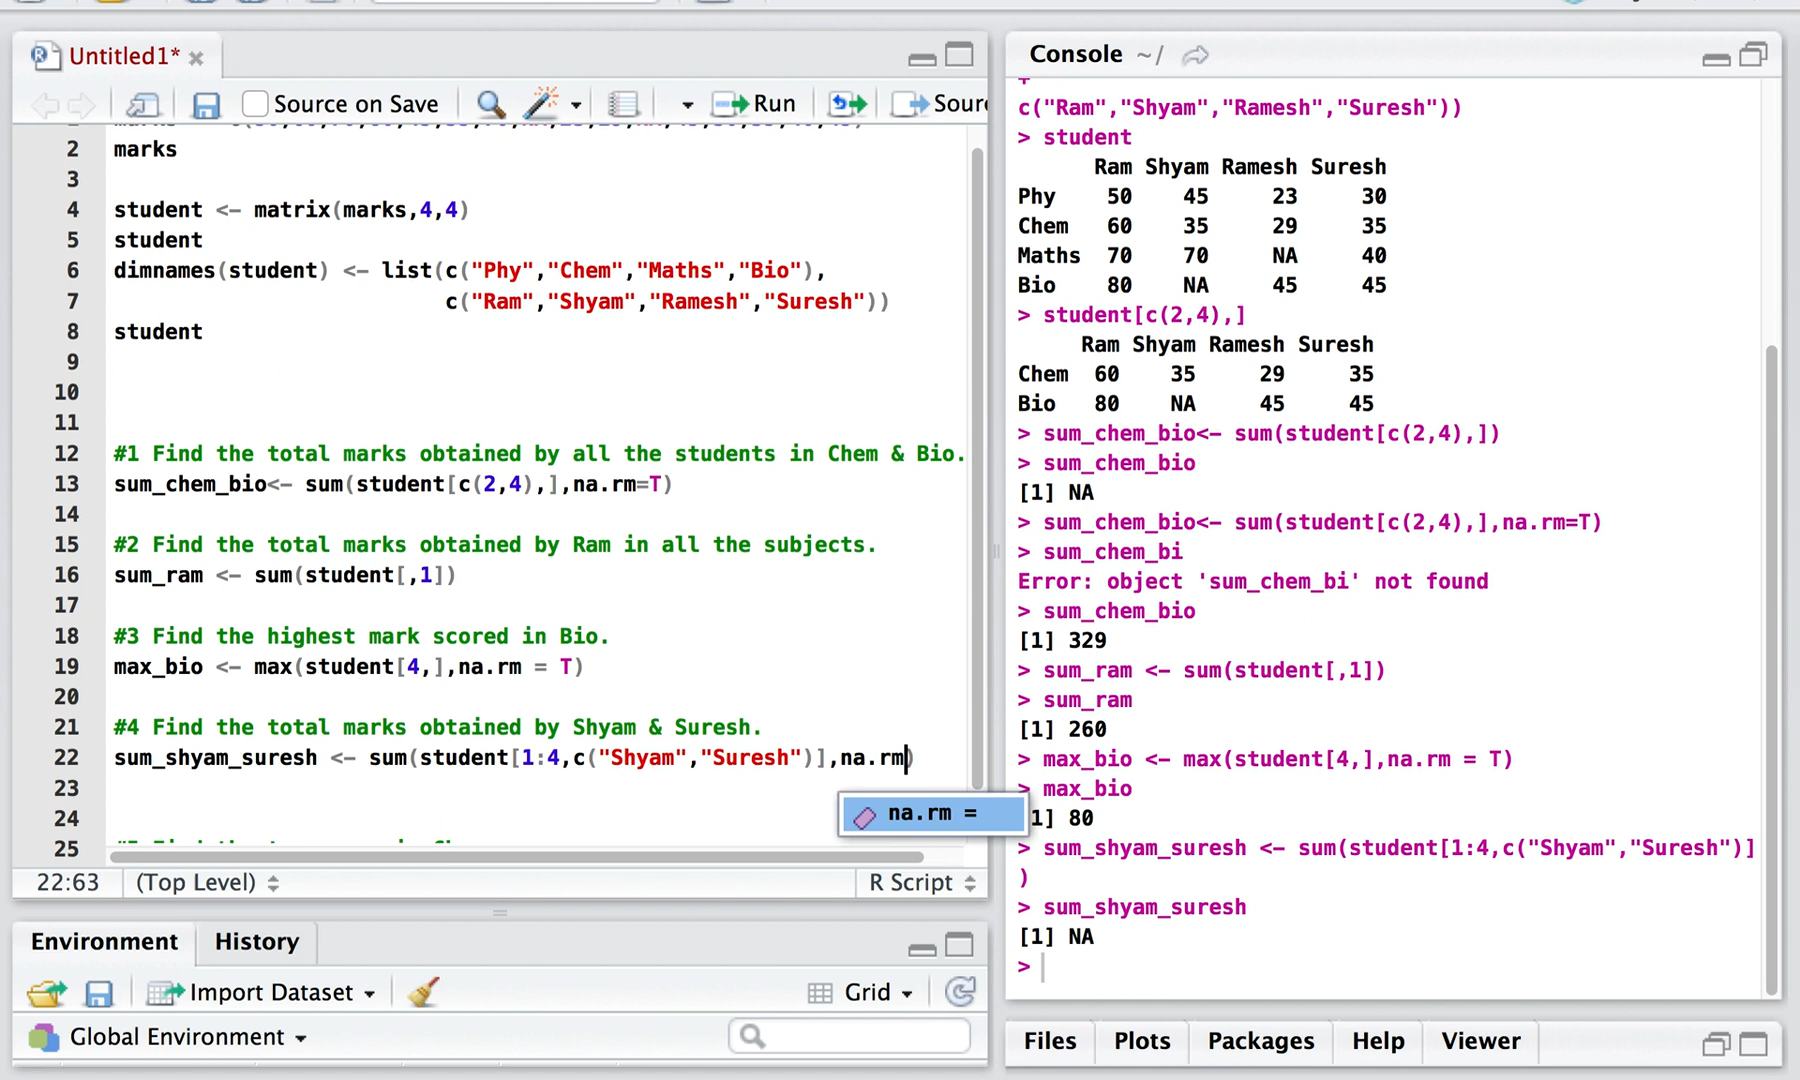 Untitled1*
Source on Save
Run
Sour
2 marks
3
4 student <- matrix(marks,4,4)
5 student
6 dimnames(student) <- list(c("Phy","Chem","Maths","Bio"),
7 c("Ram","Shyam","Ramesh","Suresh"))
8 student
9
10
11
12 #1 Find the total marks obtained by all the students in Chem & Bio.
13 sum_chem_bio<- sum(student[c(2,4),],na.rm=T)
14
15 #2 Find the total marks obtained by Ram in all the subjects.
16 sum_ram <- sum(student[,1])
17
18 #3 Find the highest mark scored in Bio.
19 max_bio <- max(student[4,],na.rm = T)
20
21 #4 Find the total marks obtained by Shyam & Suresh.
22 sum_shyam_suresh <- sum(student[1:4,c("Shyam","Suresh")],na.rm)
23
na.rm =
24
25
22:63 (Top Level) R Script
Environment History
Import Dataset Grid
Global Environment
Console ~/
+
c("Ram","Shyam","Ramesh","Suresh"))
> student
Ram Shyam Ramesh Suresh
Phy 50 45 23 30
Chem 60 35 29 35
Maths 70 70 NA 40
Bio 80 NA 45 45
> student[c(2,4),]
Ram Shyam Ramesh Suresh
Chem 60 35 29 35
Bio 80 NA 45 45
> sum_chem_bio<- sum(student[c(2,4),])
> sum_chem_bio
[1] NA
> sum_chem_bio<- sum(student[c(2,4),],na.rm=T)
> sum_chem_bi
Error: object 'sum_chem_bi' not found
> sum_chem_bio
[1] 329
> sum_ram <- sum(student[,1])
> sum_ram
[1] 260
> max_bio <- max(student[4,],na.rm = T)
> max_bio
1] 80
> sum_shyam_suresh <- sum(student[1:4,c("Shyam","Suresh")]
)
> sum_shyam_suresh
[1] NA
>
Files Plots Packages Help Viewer